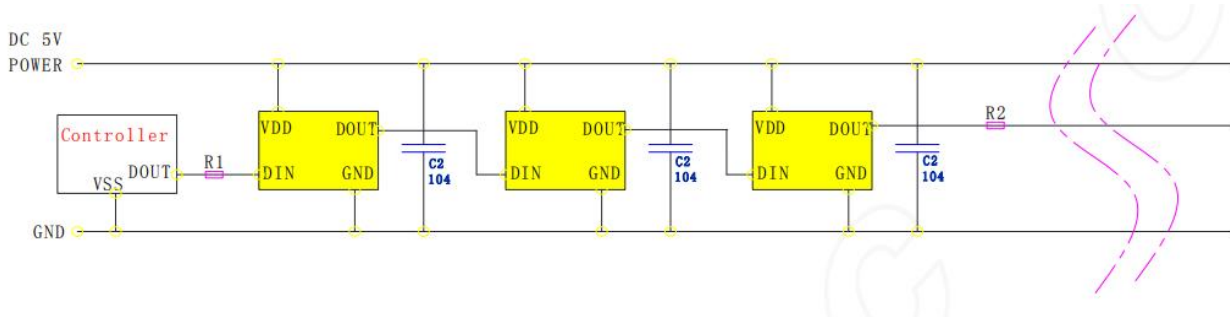 DC 5V
POWER
Controller
DOUT
VSS
R1
VDD
DOUT
DIN
GND
C2
104
VDD
DOUT
DIN
GND
C2
104
VDD
DOUT
DIN
GND
C2
104
R2
GND